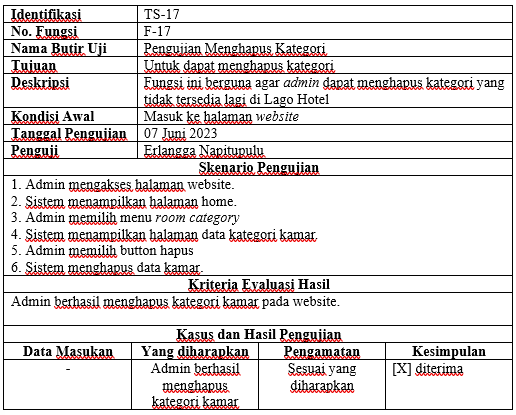 Identifikasi TS-17
No. Fungsi F-17
Nama Butir Uji Pengujian Menghapus Kategori
Tujuan Untuk dapat menghapus kategori
Deskripsi Fungsi ini berguna agar admin dapat menghapus kategori yang
tidak tersedia lagi di Lago Hotel
Kondisi Awal Masuk ke halaman website
Tanggal Pengujian 07 Juni 2023
Penguji Erlangga Napitupulu
Skenario Pengujian
1. Admin mengakses halaman website.
2. Sistem menampilkan halaman home.
3. Admin memilih menu room category
4. Sistem menampilkan halaman data kategori kamar.
5. Admin memilih button hapus
6. Sistem menghapus data kamar.
Kriteria Evaluasi Hasil
Admin berhasil menghapus kategori kamar pada website.
Kasus dan Hasil Pengujian
Data Masukan Yang diharapkan Pengamatan Kesimpulan
- Admin berhasil Sesuai yang [X] diterima
menghapus diharapkan
kategori kamar